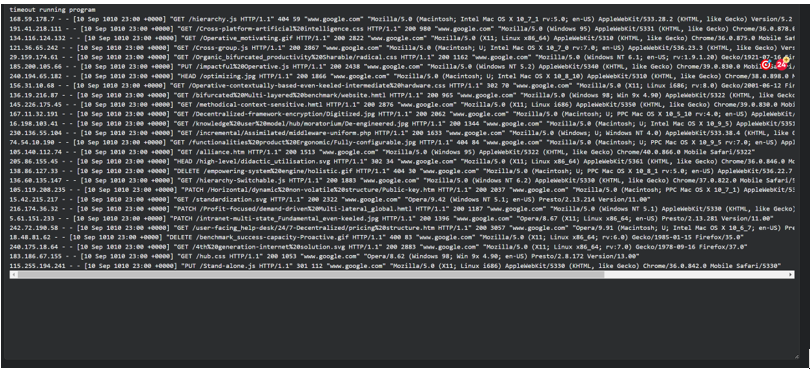 timeout running program
168.59.178.7 - - [10 Sep 1010 23:00 +0000] "GET /hierarchy.js HTTP/1.1" 404 59 "www.google.com" "Mozilla/5.0 (Macintosh; Intel Mac OS X 10_7_1 rv:5.0; en-US) AppleWebKit/533.28.2 (KHTML, like Gecko) Version/5.2
191.41.218.111 - - [10 Sep 1010 23:00 +0000] "GET /Cross-platform-artificial%20intelligence.css HTTP/1.1" 200 980 "www.google.com" "Mozilla/5.0 (Windows 95) AppleWebKit/5331 (KHTML, like Gecko) Chrome/36.0.878.0
134.116.124.132 - - [10 Sep 1010 23:00 +0000] "GET /Operative_motivating.gif HTTP/1.1" 200 2822 "www.google.com" "Mozilla/5.0 (X11; Linux x86_64) AppleWebKit/5310 (KHTML, like Gecko) Chrome/36.0.875.0 Mobile Saf
121.36.65.242 - - [10 Sep 1010 23:00 +0000] "GET /Cross-group.js HTTP/1.1" 200 2867 "www.google.com" "Mozilla/5.0 (Macintosh; U; Intel Mac OS X 10_7_0 rv:7.0; en-US) AppleWebKit/536.23.3 (KHTML, like Gecko) Vers
29.159.174.61 - - [10 Sep 1010 23:00 +0000] "GET /Organic_bifurcated_productivity%20Sharable/radical.css HTTP/1.1" 200 1162 "www.google.com" "Mozilla/5.0 (Windows NT 6.1; en-US; rv:1.9.1.20) Gecko/1921-07-16
185.200.105.66 - - [10 Sep 1010 23:00 +0000] "PUT /impactful%20Operative.js HTTP/1.1" 200 2438 "www.google.com" "Mozilla/5.0 (Windows NT 5.2) AppleWebKit/5340 (KHTML, like Gecko) Chrome/39.0.830.0
240.194.65.182 - - [10 Sep 1010 23:00 +0000] "HEAD /optimizing.jpg HTTP/1.1" 200 1866 "www.google.com" "Mozilla/5.0 (Macintosh; U; Intel Mac OS X 10_8_10) AppleWebKit/5310 (KHTML, like Gecko) Chrome/38.0.898.0 M
156.31.10.68 - - [10 Sep 1010 23:00 +0000] "GET /Operative-contextually-based-even-keeled-intermediate%20hardware.css HTTP/1.1" 302 70 "www.google.com" "Mozilla/5.0 (X11; Linux i686; rv:8.0) Gecko/2001-06-12 Fir
136.19.216.87 - - [10 Sep 1010 23:00 +0000] "GET /bifurcated%20Multi-layered%20benchmark/website.html HTTP/1.1" 200 965 "www.google.com" "Mozilla/5.0 (Windows 98; Win 9x 4.90) AppleWebKit/5322 (KHTML, like Gecko
145.226.175.45 - - [10 Sep 1010 23:00 +0000] "GET /methodical-context-sensitive.hmtl HTTP/1.1" 200 2876 "www.google.com" "Mozilla/5.0 (X11; Linux i686) AppleWebKit/5350 (KHTML, like Gecko) Chrome/39.0.830.0 Mob
167.11.32.191 - - [10 Sep 1010 23:00 +0000] "GET /Decentralized-framework-encryption/Digitized.jpg HTTP/1.1" 200 2062 "www.google.com" "Mozilla/5.0 (Macintosh; U; PPC Mac OS X 10_5_10 rv:4.0; en-US) AppleWebKit/
16.198.103.41 - - [10 Sep 1010 23:00 +0000] "GET /knowledge%20user%20model/hub/moratorium/De-engineered.jpg HTTP/1.1" 200 1344 "www.google.com" "Mozilla/5.0 (X11; Linux x86_64) AppleWebKit/5351
230.136.55.104 - - [10 Sep 1010 23:00 +0000] "GET /incremental/Assimilated/middleware-uniform.php HTTP/1.1" 200 1633 "www.google.com" "Mozilla/5.0 (Windows; U; Windows NT 4.0) AppleWebKit/533.38.4 (KHTML, like G
74.54.10.190 - - [10 Sep 1010 23:00 +0000] "GET /functionalities%20product%20Ergonomic/Fully-configurable.jpg HTTP/1.1" 404 84 "www.google.com" "Mozilla/5.0 (Macintosh; U; PPC Mac OS X 10_9_5 rv:7.0; en-US) App
105.140.112.74 - - [10 Sep 1010 23:00 +0000] "GET /alliance.htm HTTP/1.1" 200 1513 "www.google.com" "Mozilla/5.0 (Windows CE) AppleWebKit/5322 (KHTML, like Gecko) Chrome/40.0.866.0 Mobile Safari/5322"
205.86.155.45 - - [10 Sep 1010 23:00 +0000] "HEAD /high-level/didactic_utilisation.svg HTTP/1.1" 302 34 "www.google.com" "Mozilla/5.0 (X11; Linux x86_64) AppleWebKit/5361 (KHTML, like Gecko) Chrome/36.0.846.0 Mo
138.86.127.33 - - [10 Sep 1010 23:00 +0000] "DELETE /empowering-system%20engine/holistic.gif HTTP/1.1" 404 30 "www.google.com" "Mozilla/5.0 (Macintosh; U; PPC Mac OS X 10_8_1 rv:5.0; en-US) AppleWebKit/536.22.7
136.60.135.147 - - [10 Sep 1010 23:00 +0000] "GET /hierarchy-Switchable.js HTTP/1.1" 200 1883 "www.google.com" "Mozilla/5.0 (Windows NT 6.2) AppleWebKit/5330 (KHTML, like Gecko) Chrome/37.0.822.0 Mobile Safari/5
105.119.208.235 - - [10 Sep 1010 23:00 +0000] "PATCH /Horizontal/dynamic%20non-volatile%20structure/Public-key.htm HTTP/1.1" 200 2037 "www.google.com" "Mozilla/5.0 (Macintosh; PPC Mac OS X 10_7_1) AppleWebKit/53
15.42.215.217 - - [10 Sep 1010 23:00 +0000] "GET /standardization.svg HTTP/1.1" 200 2322 "www.google.com" "Opera/9.42 (Windows NT 5.1; en-US) Presto/2.13.214 Version/11.00"
216.174.36.32 - - [10 Sep 1010 23:00 +0000] "PATCH /Profit-focused/demand-driven%20Multi-lateral_global.hmtl HTTP/1.1" 200 1187 "www.google.com" "Mozilla/5.0 (Windows NT 5.0) AppleWebKit/5320 (KHTML, like Gecko)
5.61.151.233 - - [10 Sep 1010 23:00 +0000] "PATCH /intranet-multi-state_fundamental_even-keeled.jpg HTTP/1.1" 200 1396 "www.google.com" "Opera/8.67 (X11; Linux x86_64; en-US) Presto/2.13.281 Version/11.00"
242.72.190.58 - - [10 Sep 1010 23:00 +0000] "GET /user-facing_help-desk/24/7-Decentralized/pricing%20structure.htm HTTP/1.1" 200 3057 "www.google.com" "Opera/9.91 (Macintosh; U; Intel Mac OS X 10_6_7; en-US) Pre
18.48.81.62 - - [10 Sep 1010 23:00 +0000] "DELETE /benchmark_success-capacity-Proactive.gif HTTP/1.1" 400 83 "www.google.com" "Mozilla/5.0 (X11; Linux i686; rv:6.0) Gecko/1985-01-15 Firefox/35.0"
240.175.18.64 - - [10 Sep 1010 23:00 +0000] "GET /4th%20generation-internet%20solution.svg HTTP/1.1" 200 2883 "www.google.com" "Mozilla/5.0 (X11; Linux x86_64; rv:7.0) Gecko/1978-09-16 Firefox/37.0"
183.186.67.155 - - [10 Sep 1010 23:00 +0000] "GET /hub.css HTTP/1.1" 200 1053 "www.google.com" "Opera/8.62 (Windows 98; Win 9x 4.90; en-US) Presto/2.8.172 Version/13.00"
115.255.194.241 - - [10 Sep 1010 23:00 +0000] "PUT /Stand-alone.js HTTP/1.1" 301 112 "www.google.com" "Mozilla/5.0 (X11; Linux i686) AppleWebKit/5330 (KHTML, like Gecko) Chrome/36.0.842.0 Mobile Safari/5330"